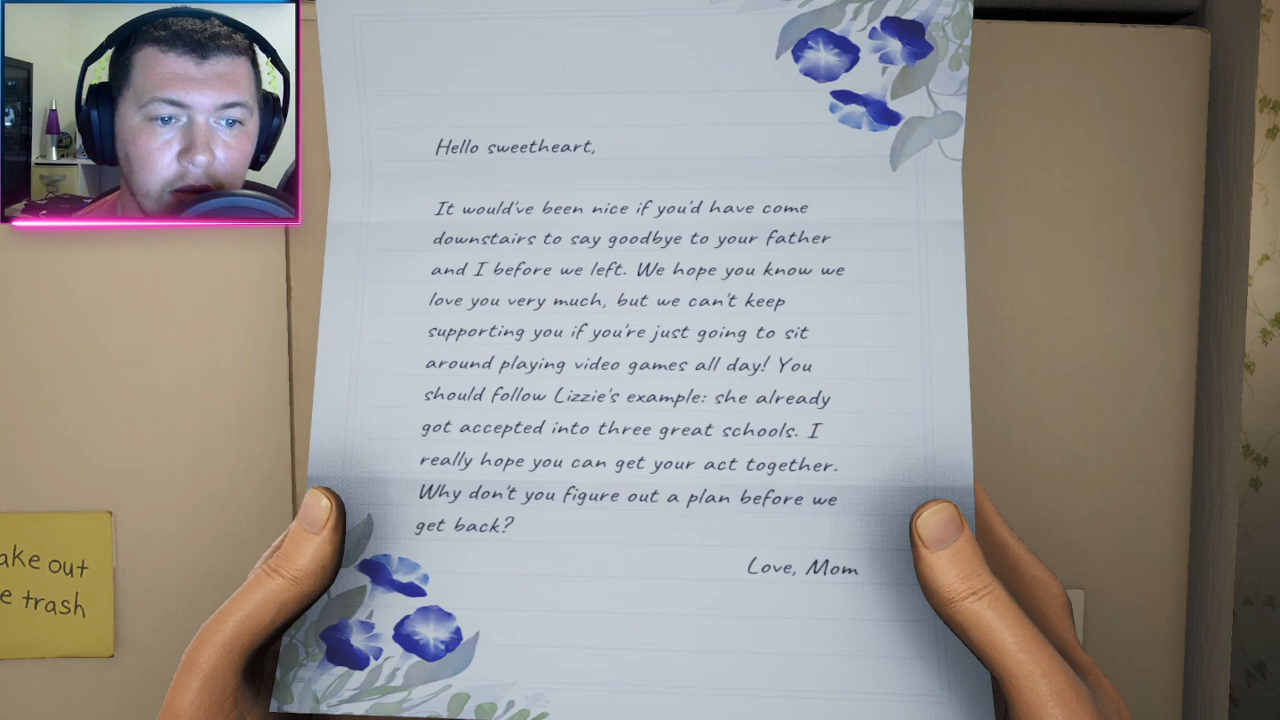 Hello sweetheart,
It would've been nice if you'd have come
downstairs to say goodbye to your father
and I before we left. We hope you know we
love you very much, but we can't keep
supporting you if you're just going to sit
around playing video games all day! You
should follow Lizzie's example: she already
got accepted into three great schools. I
really hope you can get your act together.
Why don't you figure out a plan before we
get back?
Love, Mom
ake out
e trash